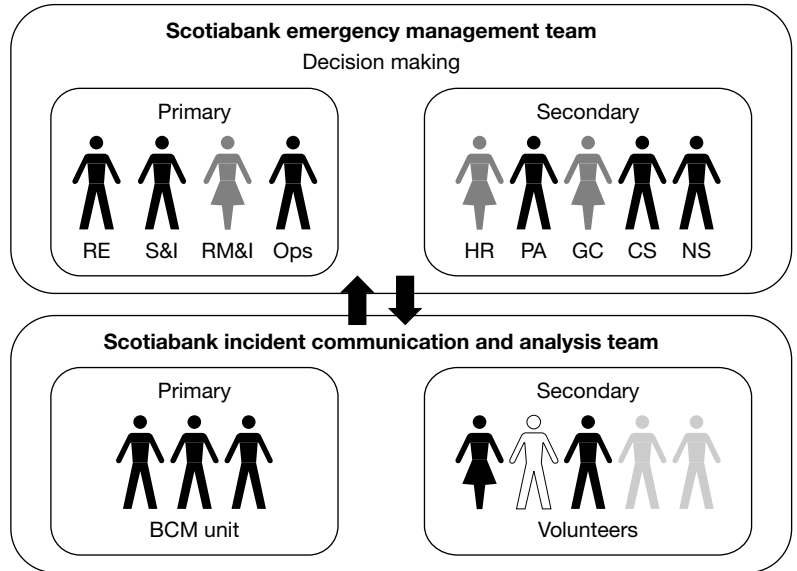 Scotiabank emergency management team
Decision making
Primary
RE S&I RM&I Ops
Secondary
HR PA GC CS NS
Scotiabank incident communication and analysis team
Primary
BCM unit
Secondary
Volunteers